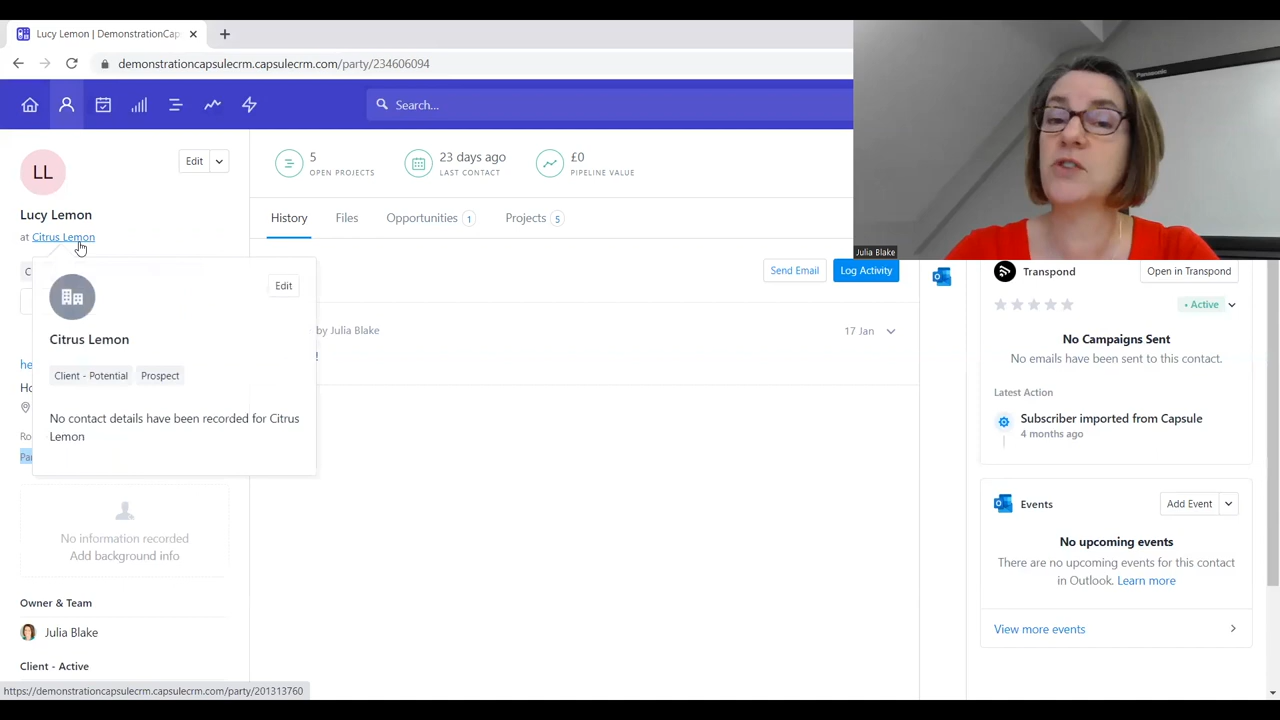 Lucy Lemon | DemonstrationCap
demonstrationcapsulecrm.capsulecrm.com/party/234606094
Search...
LL
Edit
Lucy Lemon
at Citrus Lemon
5
OPEN PROJECTS
23 days ago
LAST CONTACT
£0
PIPELINE VALUE
History
Files
Opportunities 1
Projects 5
Send Email
Log Activity
by Julia Blake
17 Jan
!
Edit
Citrus Lemon
Client - Potential
Prospect
No contact details have been recorded for Citrus
Lemon
No information recorded
Add background info
Owner & Team
Julia Blake
Client - Active
https://demonstrationcapsulecrm.capsulecrm.com/party/201313760
Panasonic
Julia Blake
Transpond
Open in Transpond
• Active
No Campaigns Sent
No emails have been sent to this contact.
Latest Action
Subscriber imported from Capsule
4 months ago
Events
Add Event
No upcoming events
There are no upcoming events for this contact
in Outlook. Learn more
View more events